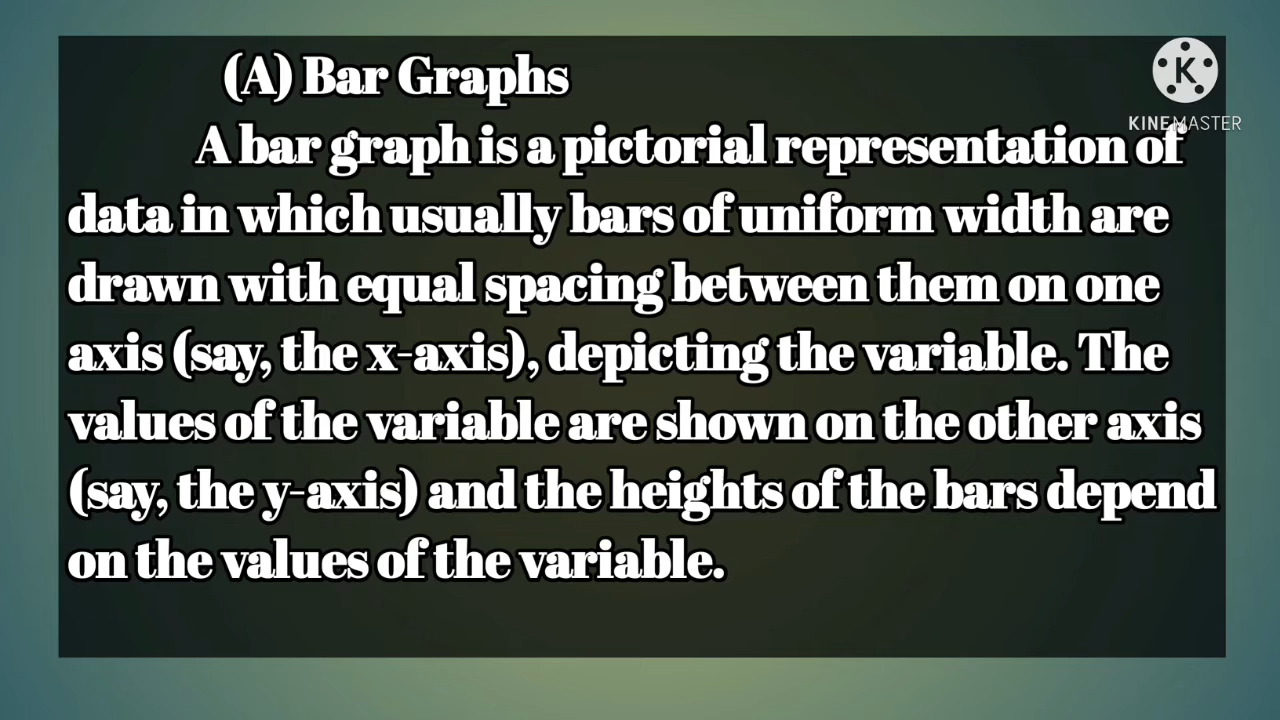 (A) Bar Graphs
K
KINEMASTER
A bar graph is a pictorial representation of
data in which usually bars of uniform width are
drawn with equal spacing between them on one
axis (say, the x-axis), depicting the variable. The
values of the variable are shown on the other axis
(say, the y-axis) and the heights of the bars depend
on the values of the variable.